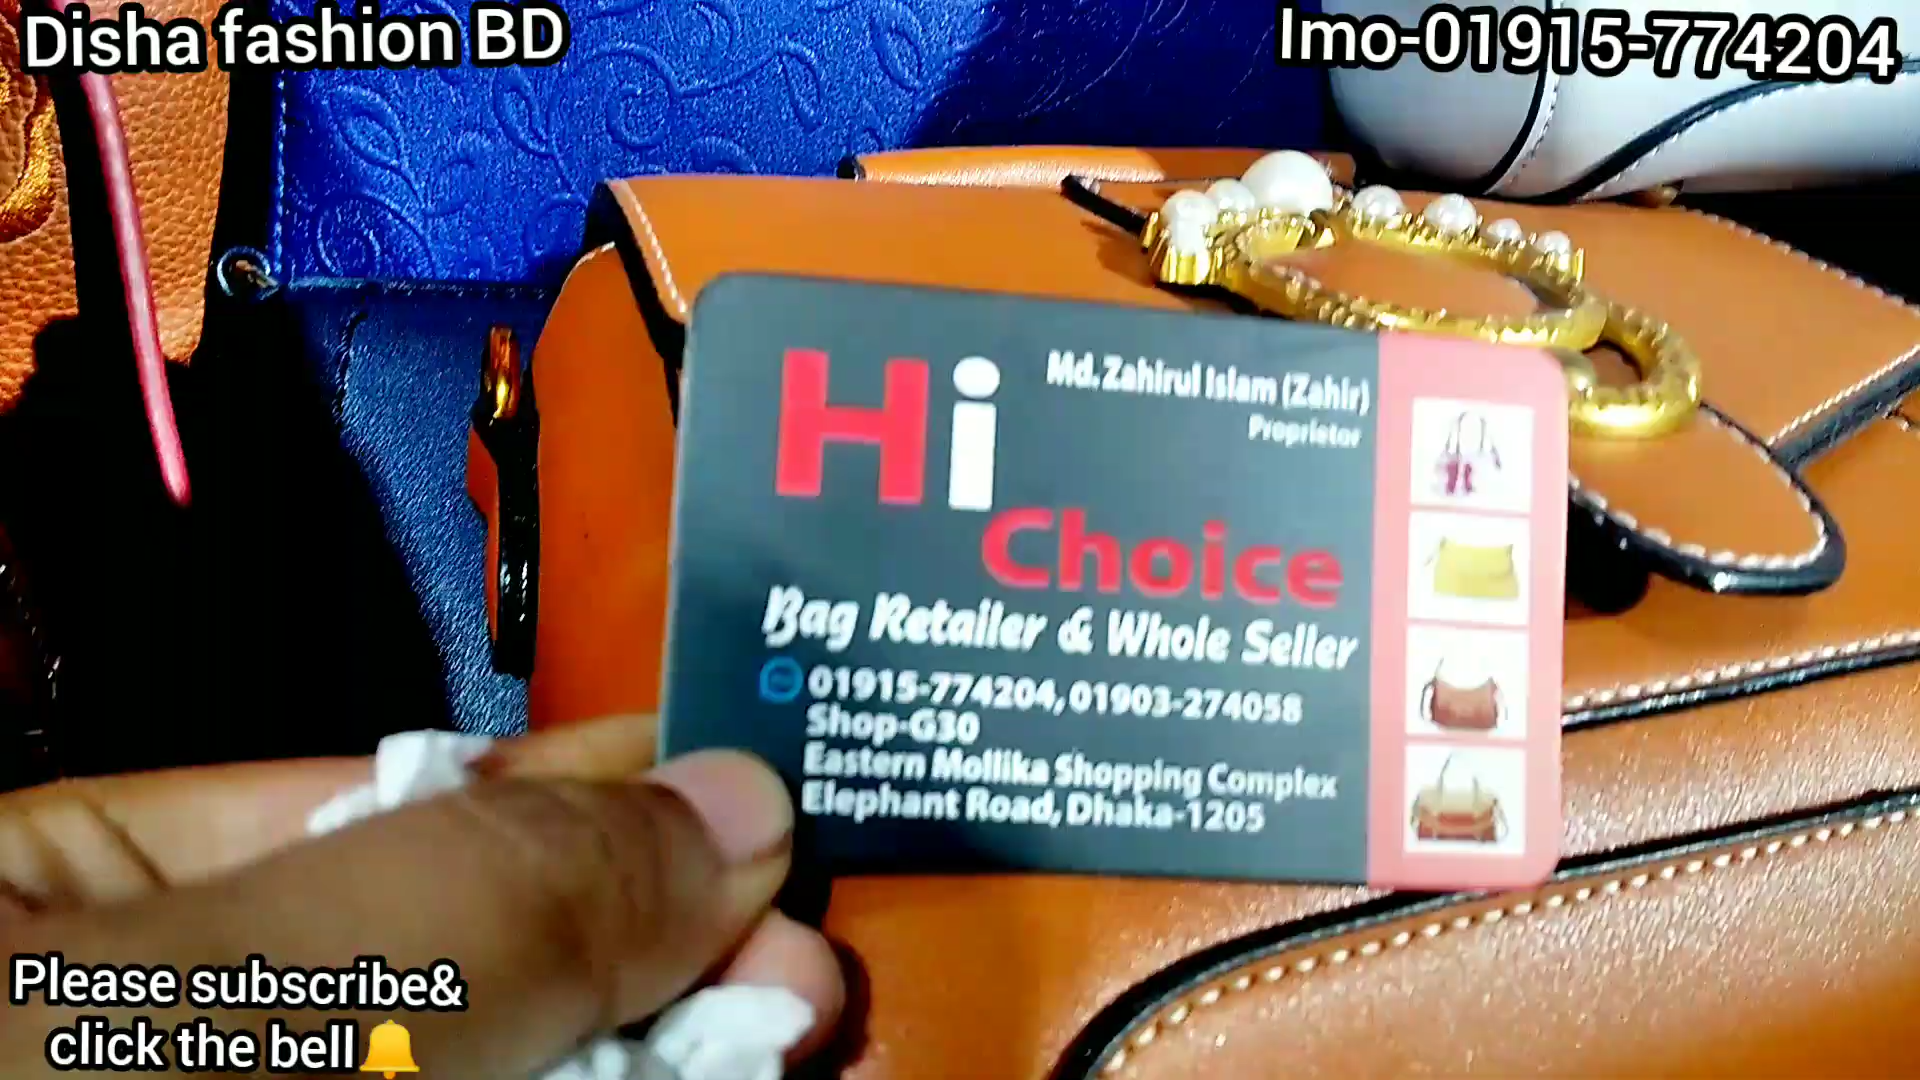 Disha fashion BD
Imo-01915-774204
Hi
Choice
Md. Zahirul Islam (Zahir)
Proprietor
Bag Retailer & Whole Seller
01915-774204, 01903-274058
Shop-G30
Eastern Mollika Shopping Complex
Elephant Road, Dhaka-1205
Please subscribe&
click the bell🔔